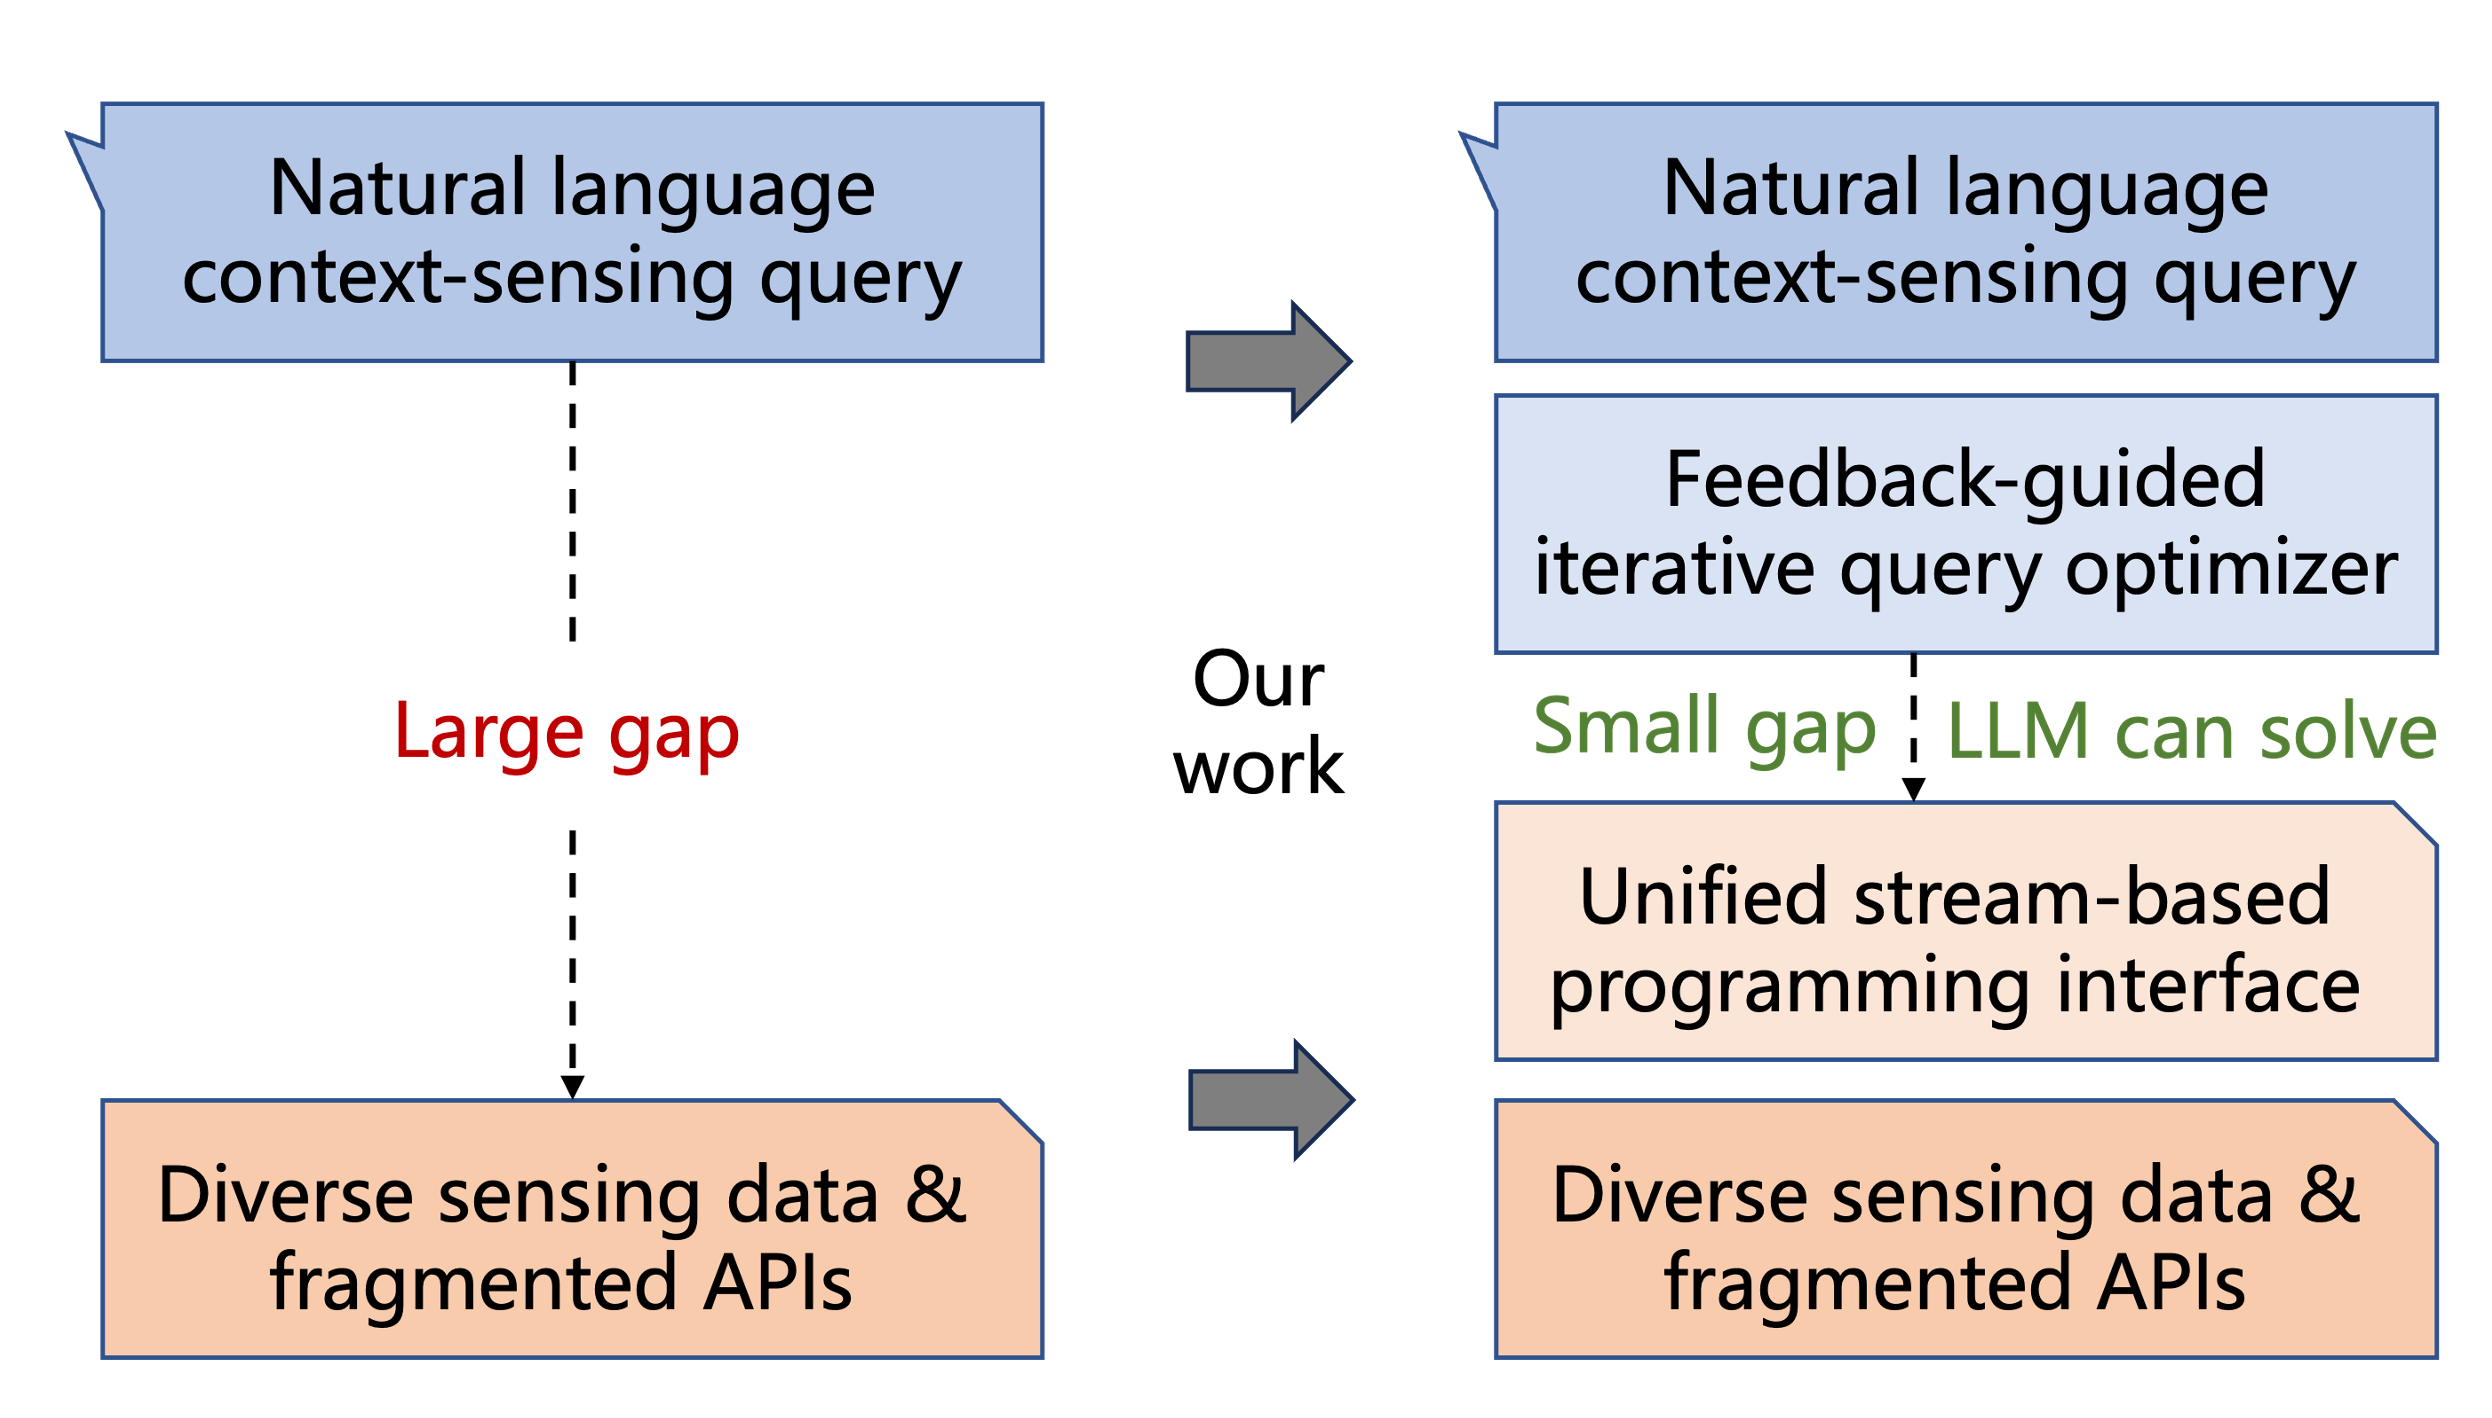 Natural language
context-sensing query
Large gap
Diverse sensing data &
fragmented APIs
Our
work
Natural language
context-sensing query
Feedback-guided
iterative query optimizer
Small gap
LLM can solve
Unified stream-based
programming interface
Diverse sensing data &
fragmented APIs